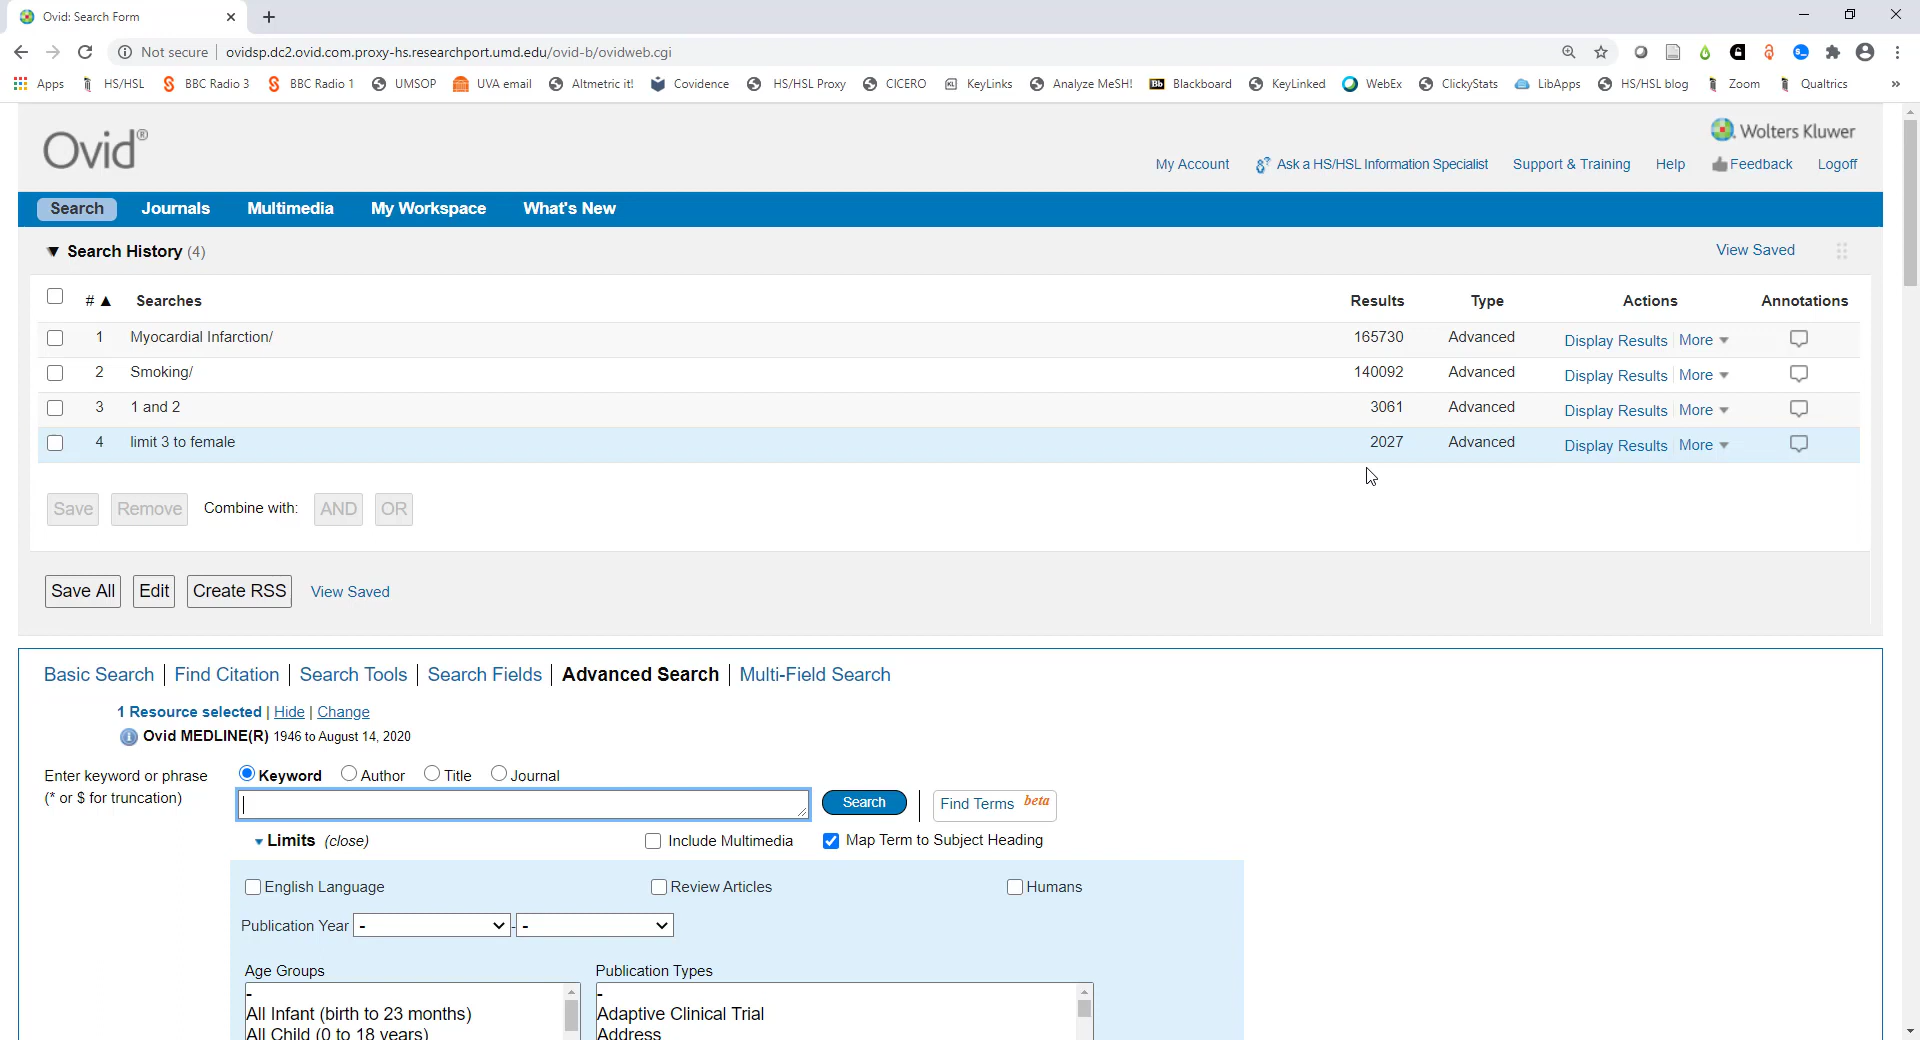 Ovid: Search Form
Not secure | ovidsp.dc2.ovid.com.proxy-hs.researchport.umd.edu/ovid-b/ovidweb.cgi
Apps HS/HSL BBC Radio 3 BBC Radio 1 UMSOP UVA email Altmetric it! Covidence HS/HSL Proxy CICERO KeyLinks Analyze MeSH! Bb Blackboard KeyLinked WebEx ClickyStats LibApps HS/HSL blog Zoom Qualtrics »
Ovid®
Wolters Kluwer
My Account Ask a HS/HSL Information Specialist Support & Training Help Feedback Logoff
Search Journals Multimedia My Workspace What's New
▼ Search History (4) View Saved
# ▲ Searches Results Type Actions Annotations
1 Myocardial Infarction/ 165730 Advanced Display Results More ▼
2 Smoking/ 140092 Advanced Display Results More ▼
3 1 and 2 3061 Advanced Display Results More ▼
4 limit 3 to female 2027 Advanced Display Results More ▼
Save Remove Combine with: AND OR
Save All Edit Create RSS View Saved
Basic Search | Find Citation | Search Tools | Search Fields | Advanced Search | Multi-Field Search
1 Resource selected | Hide | Change
Ovid MEDLINE(R) 1946 to August 14, 2020
Enter keyword or phrase
(* or $ for truncation)
Keyword Author Title Journal
Search Find Terms beta
▾ Limits (close) Include Multimedia Map Term to Subject Heading
English Language Review Articles Humans
Publication Year - - -
Age Groups Publication Types
- -
All Infant (birth to 23 months) Adaptive Clinical Trial
All Child (0 to 18 years) Address